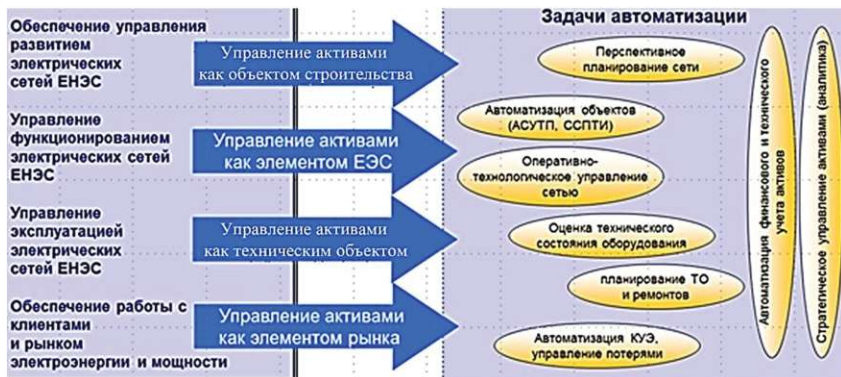 Обеспечение управления
развитием
электрических
сетей ЕНЭС
Управление
функционированием
электрических сетей
ЕНЭС
Управление
эксплуатацией
электрических
сетей ЕНЭС
Обеспечение работы с
клиентами
и рынком
электроэнергии и мощности
Управление активами
как объектом строительства
Управление активами
как элементом ЕЭС
Управление активами
как техническим объектом
Управление активами
как элементом рынка
Задачи автоматизации
Перспективное
планирование сети
Автоматизация объектов
(АСУТП, ССПТИ)
Оперативно-
технологическое управление
сетью
Оценка технического
состояния оборудования
планирование ТО
и ремонтов
Автоматизация КУЭ,
управление потерями
Автоматизация финансового и технического
учета активов
Стратегическое управление активами (аналитика)